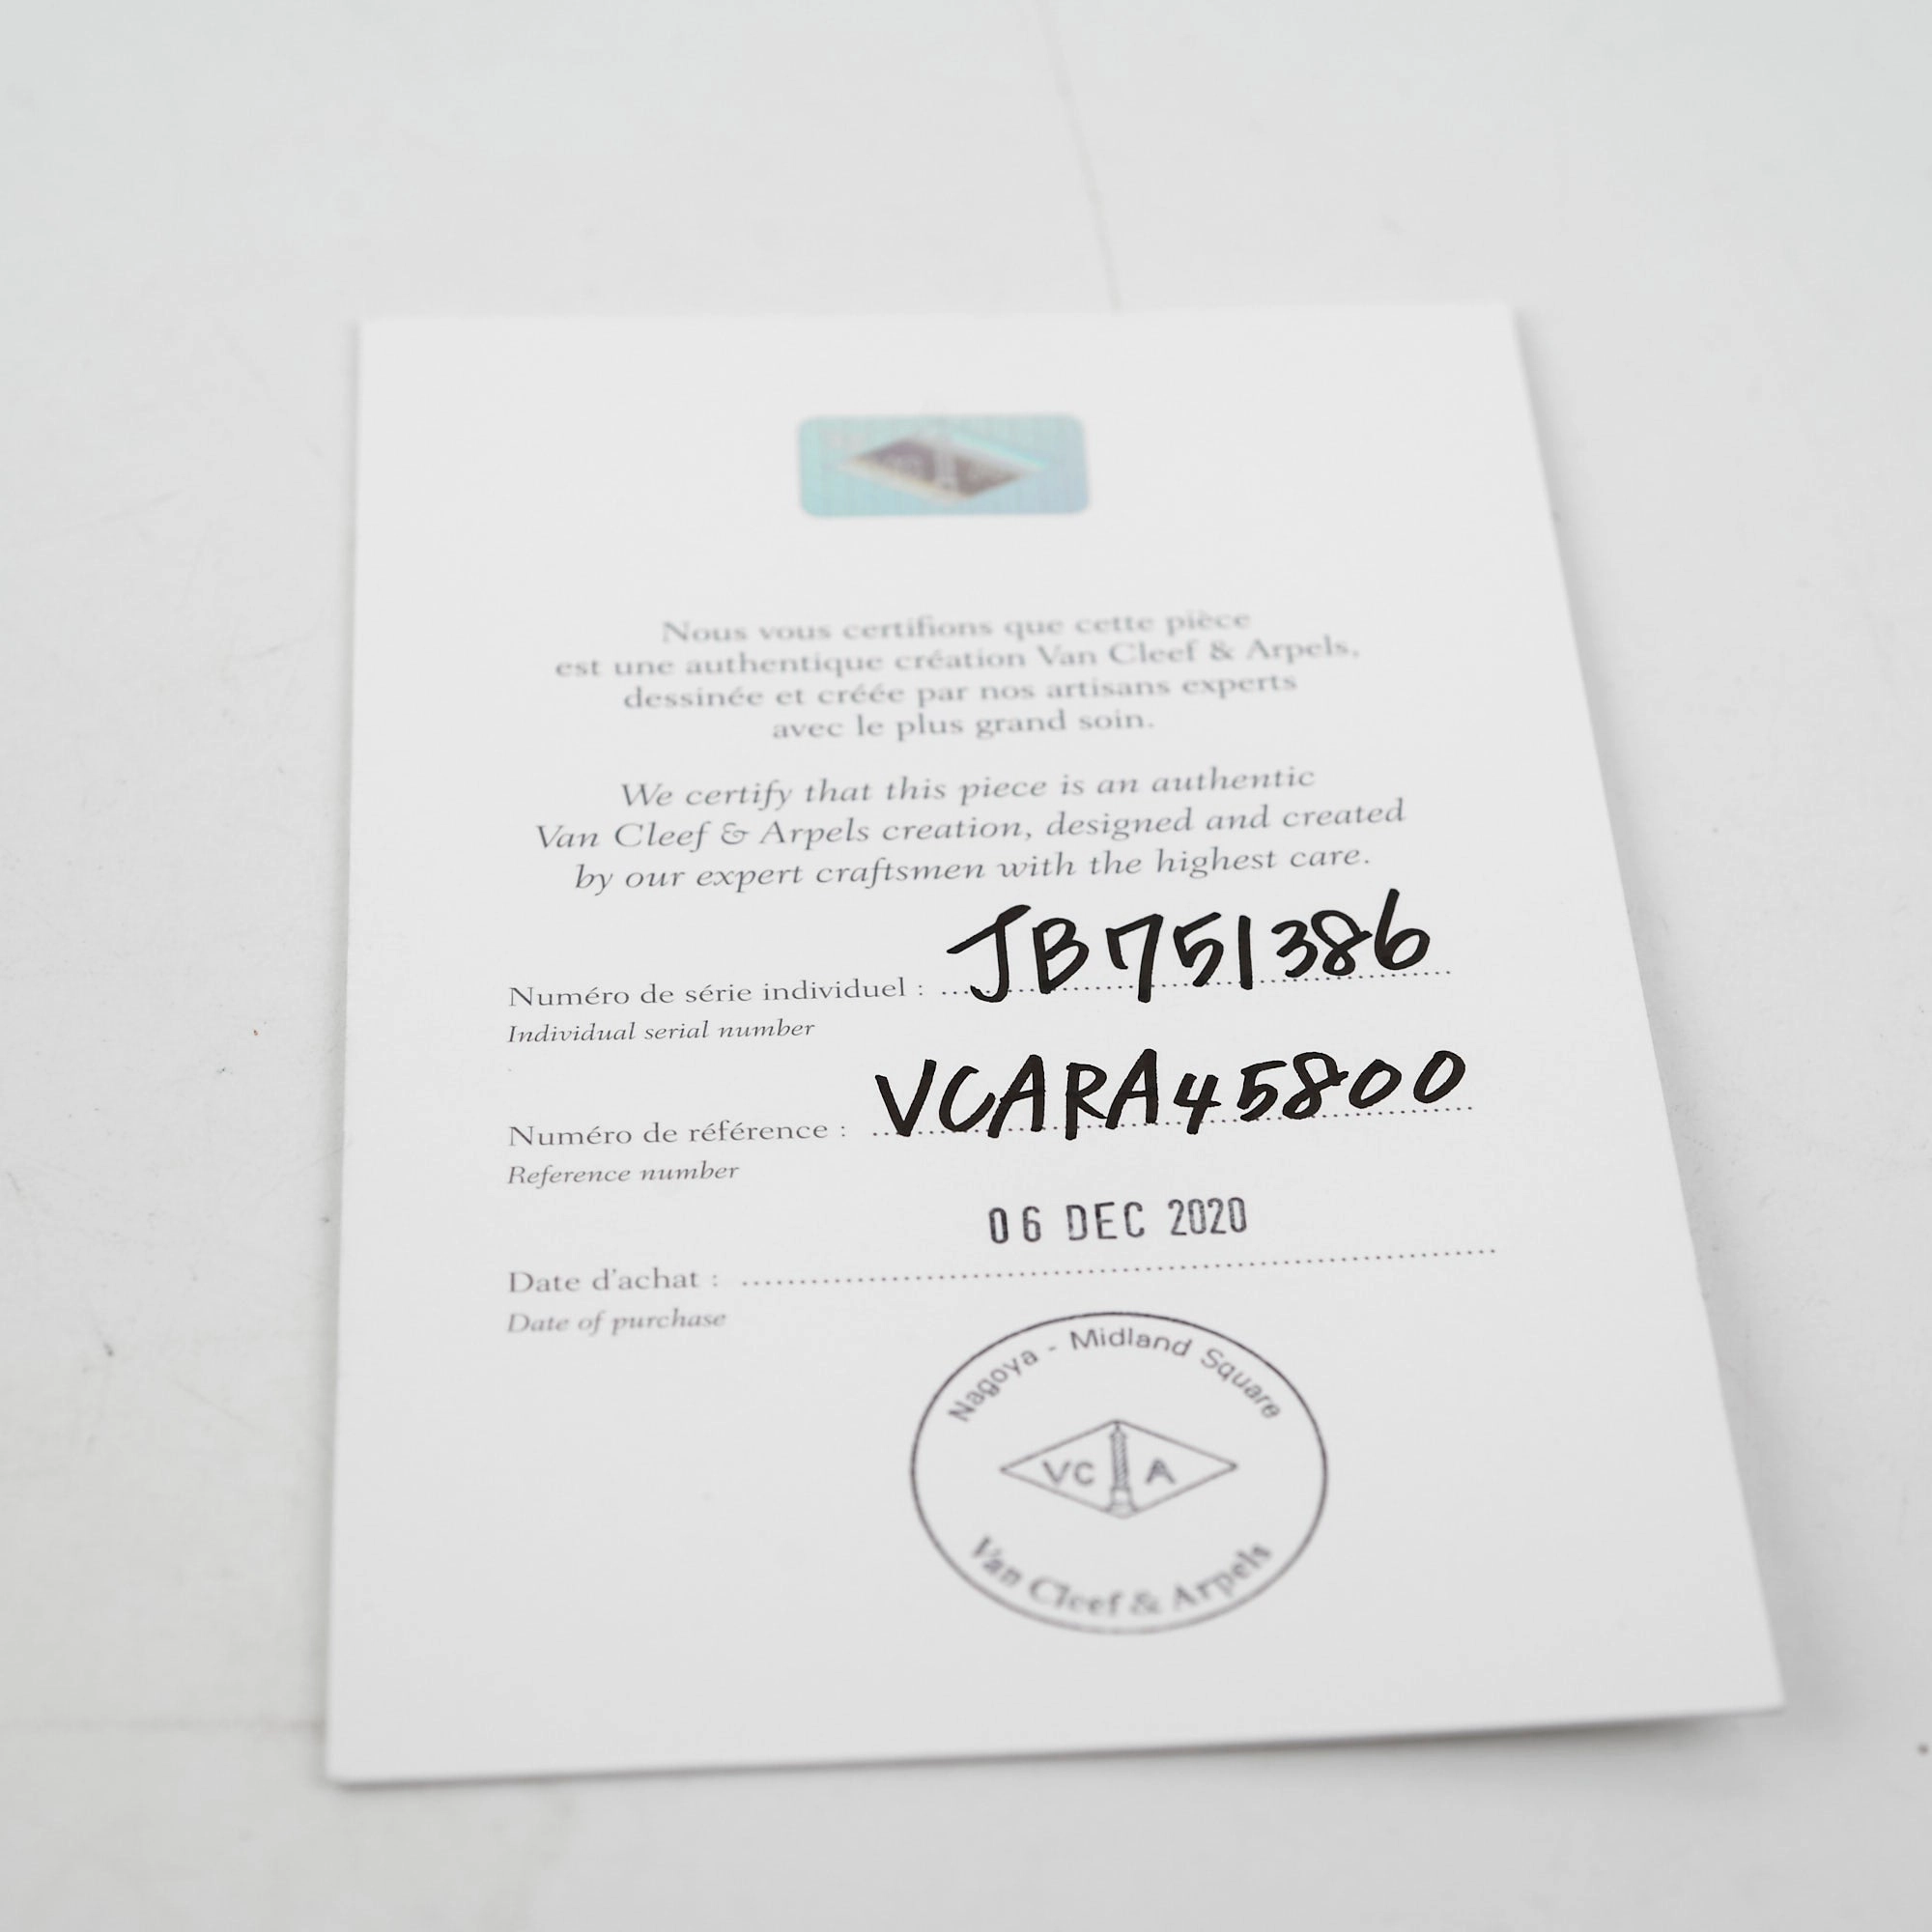 Nous vous certifions que cette pièce
est une authentique création Van Cleef & Arpels,
dessinée et créée par nos artisans experts
avec le plus grand soin.
We certify that this piece is an authentic
Van Cleef & Arpels creation, designed and created
by our expert craftsmen with the highest care.
Numéro de série individuel : JB751386
Individual serial number
Numéro de référence : VCARA45800
Reference number
06 DEC 2020
Date d'achat :
Date of purchase
Nagoya - Midland Square
VC A
Van Cleef & Arpels